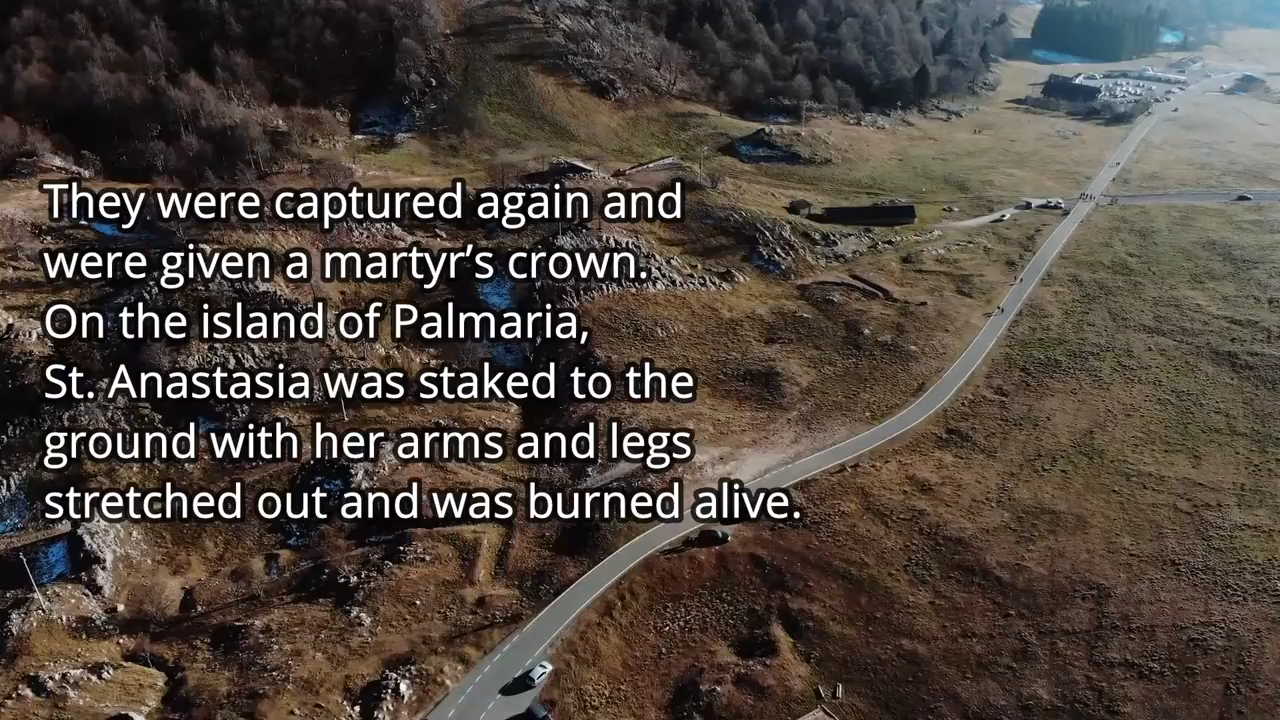 They were captured again and
were given a martyr’s crown.
On the island of Palmaria,
St. Anastasia was staked to the
ground with her arms and legs
stretched out and was burned alive.